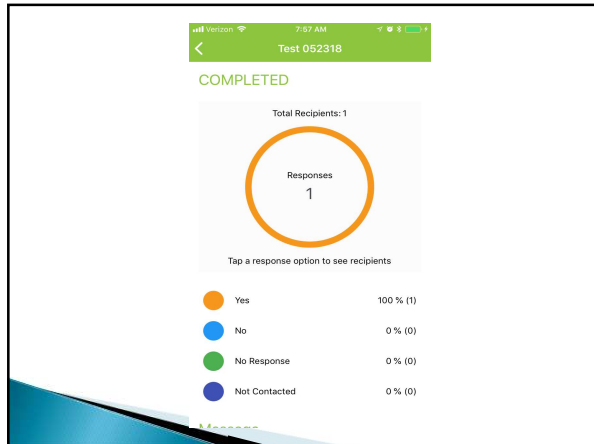 Verizon 7:57 AM
Test 052318
COMPLETED
Total Recipients: 1
Responses
1
Tap a response option to see recipients
Yes 100 % (1)
No 0 % (0)
No Response 0 % (0)
Not Contacted 0 % (0)
Message